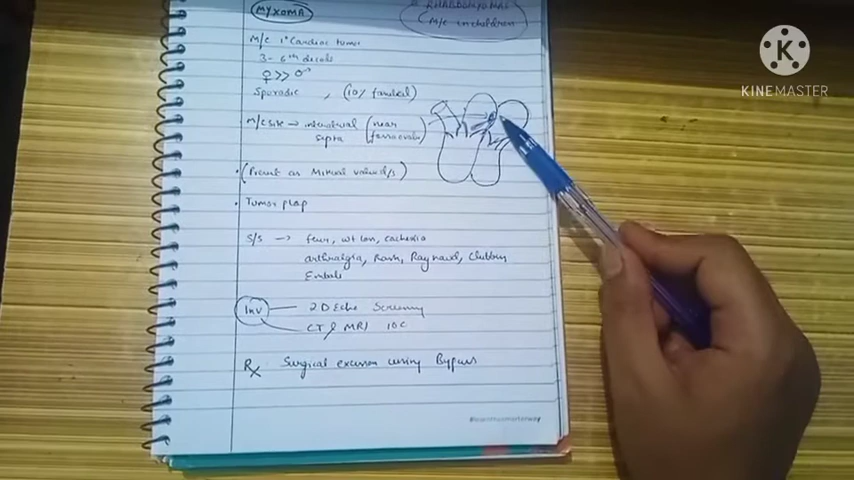 MYXOMA
RHABDOMYOMAS
(M/C in children)
M/C 1° Cardiac tumor
3 - 6th decade
♀ >> ♂
Sporadic , (10% familial)
M/C site → interatrial septa (near fossa ovalis)
• (Present as Mitral valve d/s)
• Tumor plop
S/S → fever, wt loss, cachexia
arthralgia, Rash, Raynaud, Clubbing
Emboli
Inv — 2D Echo Screening
CT & MRI IOC
Rx Surgical excision using Bypass
K
KINEMASTER